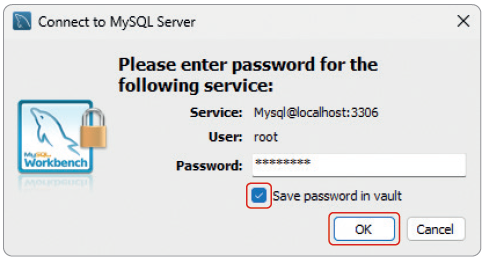 Connect to MySQL Server
Please enter password for the
following service:
Service: Mysql@localhost:3306
User: root
Password: ********
MySQL
Workbench
Save password in vault
OK Cancel